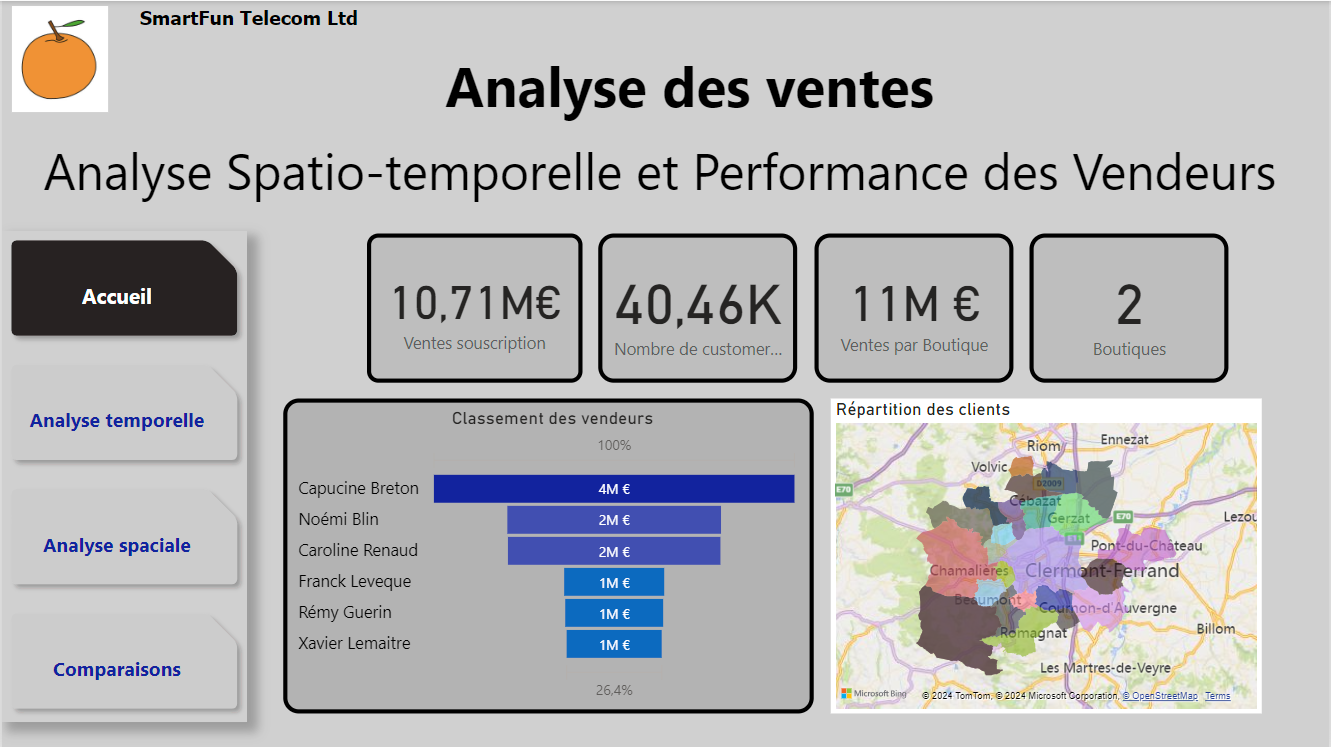 SmartFun Telecom Ltd
Analyse des ventes
Analyse Spatio-temporelle et Performance des Vendeurs
Accueil
Analyse temporelle
Analyse spaciale
Comparaisons
10,71M€
Ventes souscription
40,46K
Nombre de customer...
11M €
Ventes par Boutique
2
Boutiques
Classement des vendeurs
100%
Capucine Breton 4M €
Noémi Blin 2M €
Caroline Renaud 2M €
Franck Leveque 1M €
Rémy Guerin 1M €
Xavier Lemaitre 1M €
26,4%
Répartition des clients
Riom
Ennezat
Volvic
D2009
E70
Cébazat
Gerzat
E70
Lezou
E11
Pont-du-Château
Chamalières
Clermont-Ferrand
Beaumont
Cournon-d'Auvergne
Romagnat
Billom
Les Martres-de-Veyre
Microsoft Bing
© 2024 TomTom, © 2024 Microsoft Corporation, © OpenStreetMap Terms